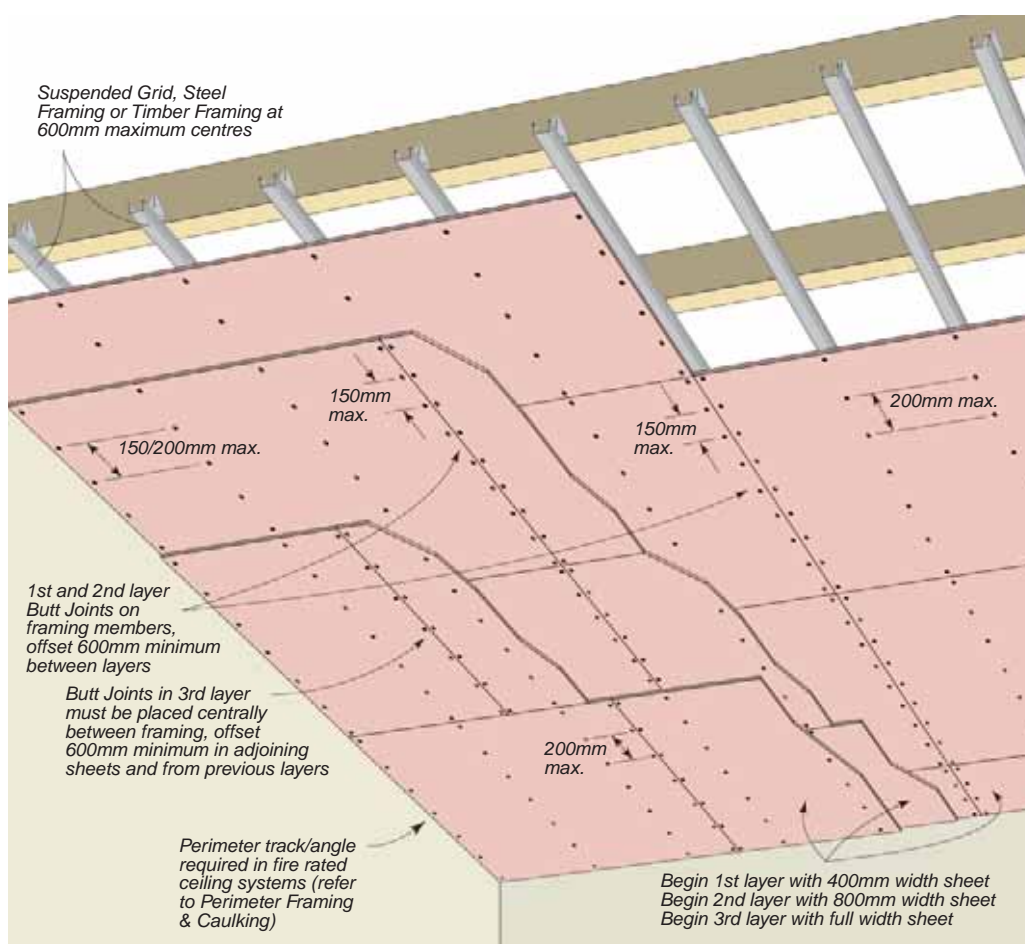 Suspended Grid, Steel
Framing or Timber Framing at
600mm maximum centres
150mm
max.
150mm
max.
200mm max.
150/200mm max.
1st and 2nd layer
Butt Joints on
framing members,
offset 600mm minimum
between layers
Butt Joints in 3rd layer
must be placed centrally
between framing, offset
600mm minimum in adjoining
sheets and from previous layers
200mm
max.
Perimeter track/angle
required in fire rated
ceiling systems (refer
to Perimeter Framing
& Caulking)
Begin 1st layer with 400mm width sheet
Begin 2nd layer with 800mm width sheet
Begin 3rd layer with full width sheet